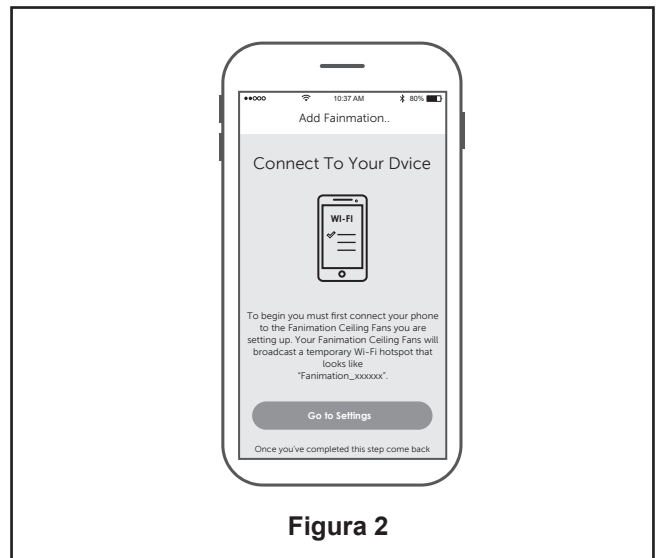 10:37 AM
80%
Add Fainmation..
Connect To Your Dvice
WI-FI
To begin you must first connect your phone
to the Fanimation Ceiling Fans you are
setting up. Your Fanimation Ceiling Fans will
broadcast a temporary Wi-Fi hotspot that
looks like
“Fanimation_xxxxxx”.
Go to Settings
Once you’ve completed this step come back
Figura 2